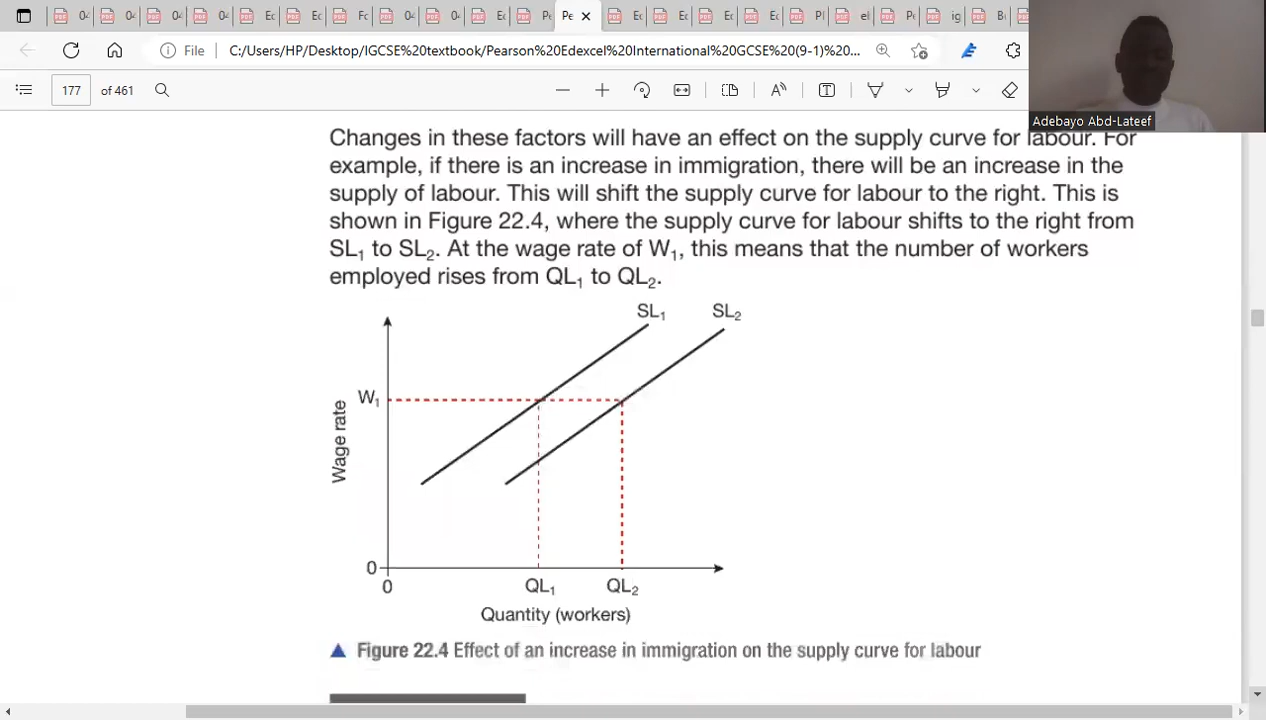 File
C:/Users/HP/Desktop/IGCSE%20textbook/Pearson%20Edexcel%20International%20GCSE%20(9-1)%20...
177 of 461
Adebayo Abd-Lateef
Changes in these factors will have an effect on the supply curve for labour. For
example, if there is an increase in immigration, there will be an increase in the
supply of labour. This will shift the supply curve for labour to the right. This is
shown in Figure 22.4, where the supply curve for labour shifts to the right from
SL₁ to SL₂. At the wage rate of W₁, this means that the number of workers
employed rises from QL₁ to QL₂.
SL₁ SL₂
W₁
Wage rate
0
0 QL₁ QL₂
Quantity (workers)
▲ Figure 22.4 Effect of an increase in immigration on the supply curve for labour